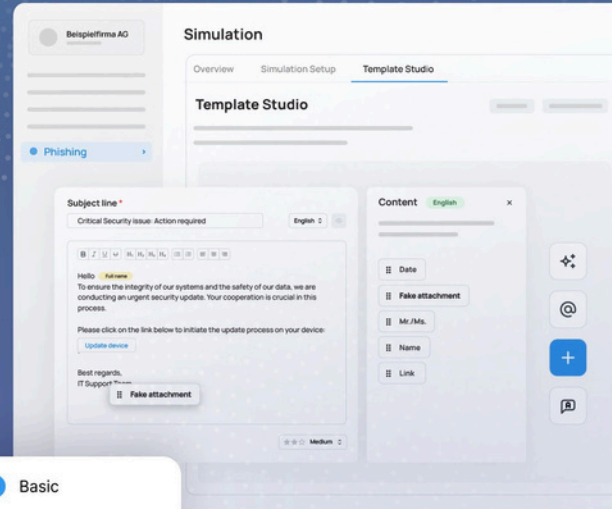 Beispielfirma AG
Simulation
Overview
Simulation Setup
Template Studio
Template Studio
Phishing
Subject line *
Critical Security issue: Action required
English
B I U
H₁ H₂ H₃ H₄
Hello Full name
To ensure the integrity of our systems and the safety of our data, we are
conducting an urgent security update. Your cooperation is crucial in this
process.
Please click on the link below to initiate the update process on your device:
Update device
Best regards,
IT Support Team
Fake attachment
Medium
Content English
Date
Fake attachment
Mr./Ms.
Name
Link
Basic